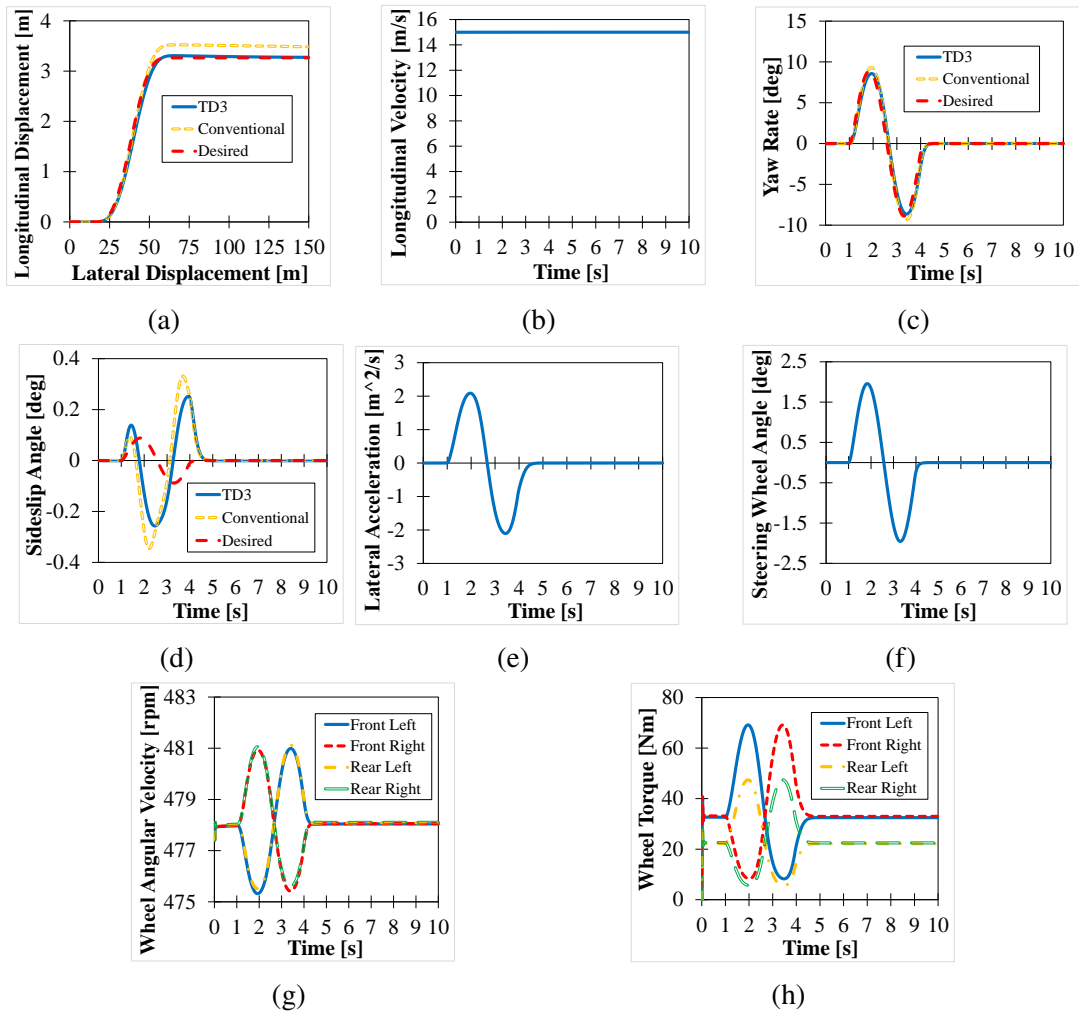 Longitudinal Displacement [m]
4
3
2
1
0
TD3
Conventional
Desired
0 25 50 75 100 125 150
Lateral Displacement [m]
(a)
Longitudinal Velocity [m/s]
16
14
12
10
8
6
4
2
0
0 1 2 3 4 5 6 7 8 9 10
Time [s]
(b)
Yaw Rate [deg]
15
10
5
0
-5
-10
TD3
Conventional
Desired
0 1 2 3 4 5 6 7 8 9 10
Time [s]
(c)
Sideslip Angle [deg]
0.4
0.2
0
-0.2
-0.4
TD3
Conventional
Desired
0 1 2 3 4 5 6 7 8 9 10
Time [s]
(d)
Lateral Acceleration [m^2/s]
3
2
1
0
-1
-2
-3
0 1 2 3 4 5 6 7 8 9 10
Time [s]
(e)
Steering Wheel Angle [deg]
2.5
1.5
0.5
-0.5
-1.5
-2.5
0 1 2 3 4 5 6 7 8 9 10
Time [s]
(f)
Wheel Angular Velocity [rpm]
483
481
479
477
475
Front Left
Front Right
Rear Left
Rear Right
0 1 2 3 4 5 6 7 8 9 10
Time [s]
(g)
Wheel Torque [Nm]
80
60
40
20
0
Front Left
Front Right
Rear Left
Rear Right
0 1 2 3 4 5 6 7 8 9 10
Time [s]
(h)